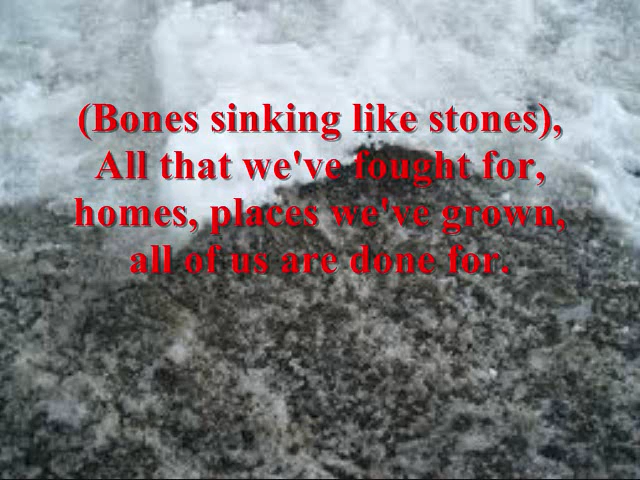 (Bones sinking like stones),
All that we've fought for,
homes, places we've grown,
all of us are done for.